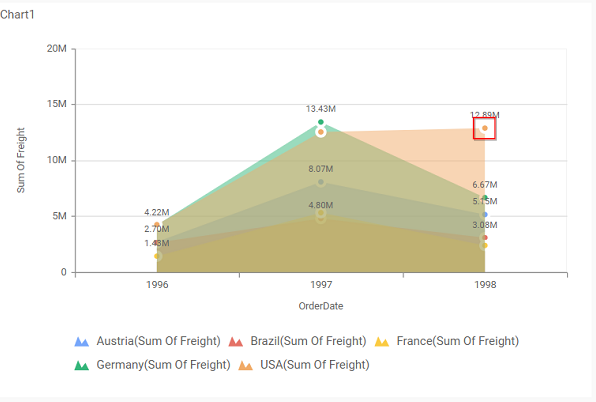 Chart1
20M
15M
10M
5M
0
Sum Of Freight
13.43M
12.89M
8.07M
6.67M
5.15M
4.80M
4.22M
3.08M
2.70M
1.43M
1996 1997 1998
OrderDate
Austria(Sum Of Freight) Brazil(Sum Of Freight) France(Sum Of Freight)
Germany(Sum Of Freight) USA(Sum Of Freight)